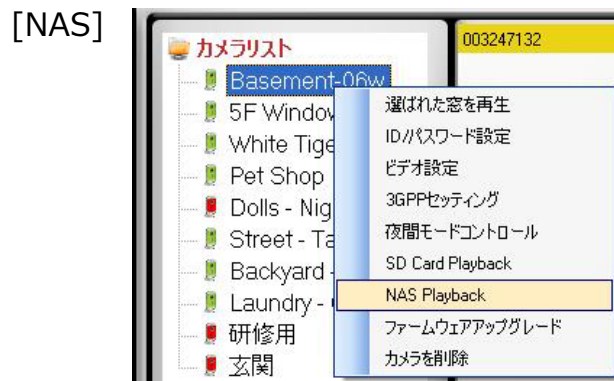 [NAS]
カメラリスト
003247132
Basement-06w
5F Window
White Tige
Pet Shop
Dolls - Nig
Street - Ta
Backyard -
Laundry -
研修用
玄関
選ばれた窓を再生
ID/パスワード設定
ビデオ設定
3GPPセッティング
夜間モードコントロール
SD Card Playback
NAS Playback
ファームウェアアップグレード
カメラを削除